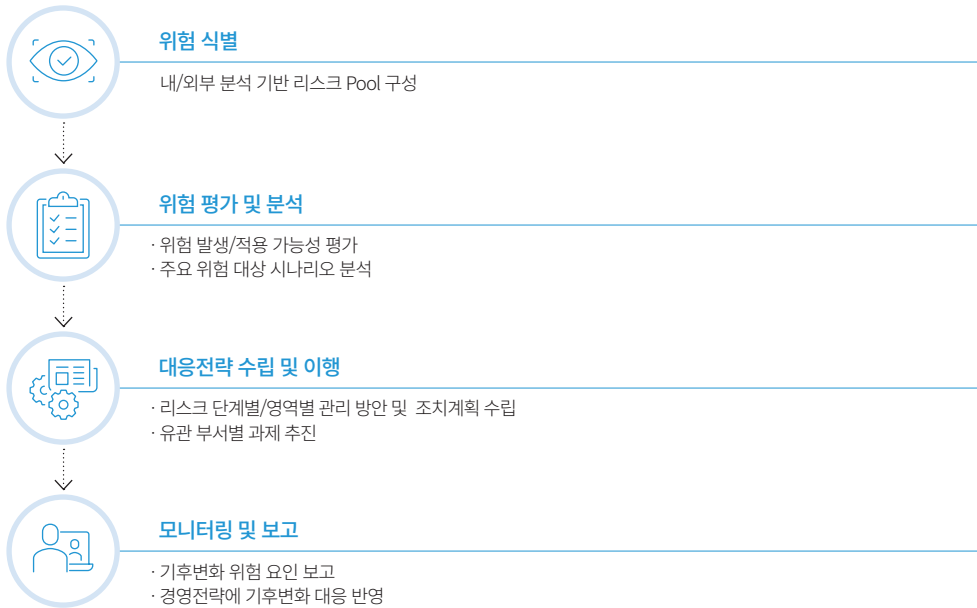 위험 식별
내/외부 분석 기반 리스크 Pool 구성
위험 평가 및 분석
· 위험 발생/적용 가능성 평가
· 주요 위험 대상 시나리오 분석
대응전략 수립 및 이행
· 리스크 단계별/영역별 관리 방안 및 조치계획 수립
· 유관 부서별 과제 추진
모니터링 및 보고
· 기후변화 위험 요인 보고
· 경영전략에 기후변화 대응 반영